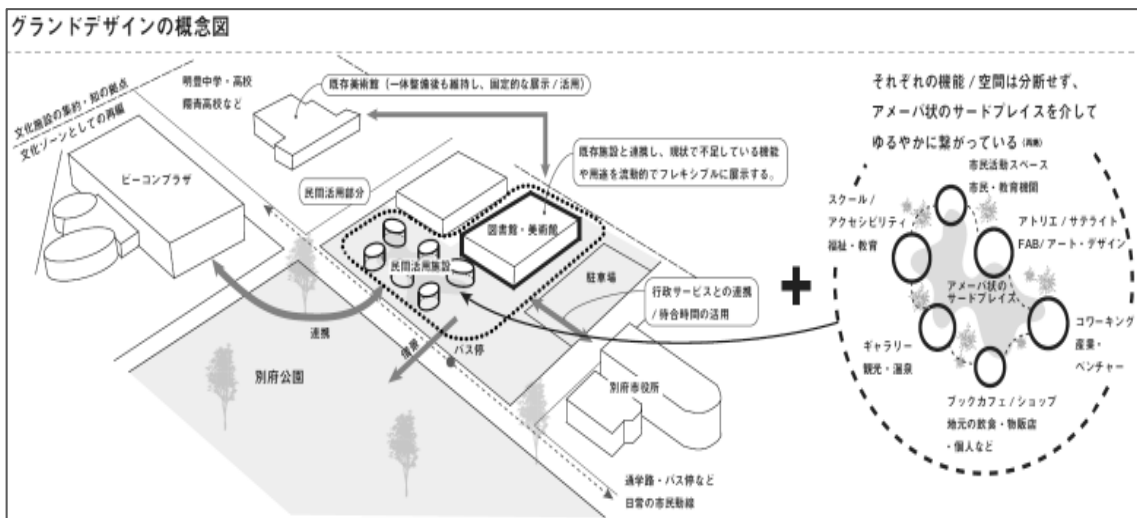 グランドデザインの概念図
文化施設の集約・知の拠点
文化ゾーンとしての再編
明豊中学・高校
翔青高校など
既存美術館(一体整備後も維持し、固定的な展示/活用)
既存施設と連携し、現状で不足している機能
や用途を流動的でフレキシブルに展示する。
ビーコンプラザ
民間活用部分
図書館・美術館
民間活用施設
駐車場
行政サービスとの連携
/待合時間の活用
連携
借景
バス停
別府公園
別府市役所
通学路・バス停など
日常の市民動線
+
それぞれの機能/空間は分断せず、
アメーバ状のサードプレイスを介して
ゆるやかに繋がっている(再掲)
市民活動スペース
市民・教育機関
スクール/
アクセシビリティ
福祉・教育
アトリエ/サテライト
FAB/アート・デザイン
アメーバ状の
サードプレイス
コワーキング
産業・
ベンチャー
ギャラリー
観光・温泉
ブックカフェ/ショップ
地元の飲食・物販店
・個人など